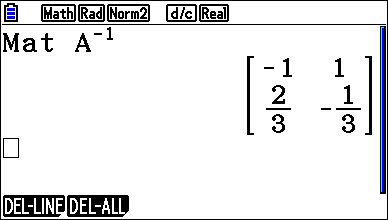 Math Rad Norm2 d/c Real
Mat A⁻¹
[-1 1
2/3 -1/3]
DEL-LINE DEL-ALL